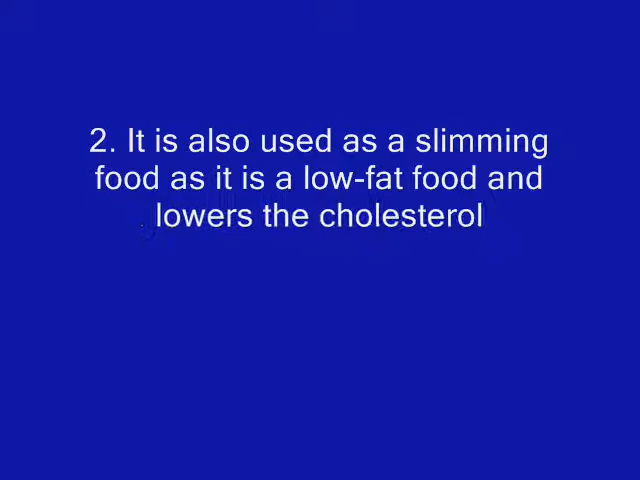 2. It is also used as a slimming
food as it is a low-fat food and
lowers the cholesterol